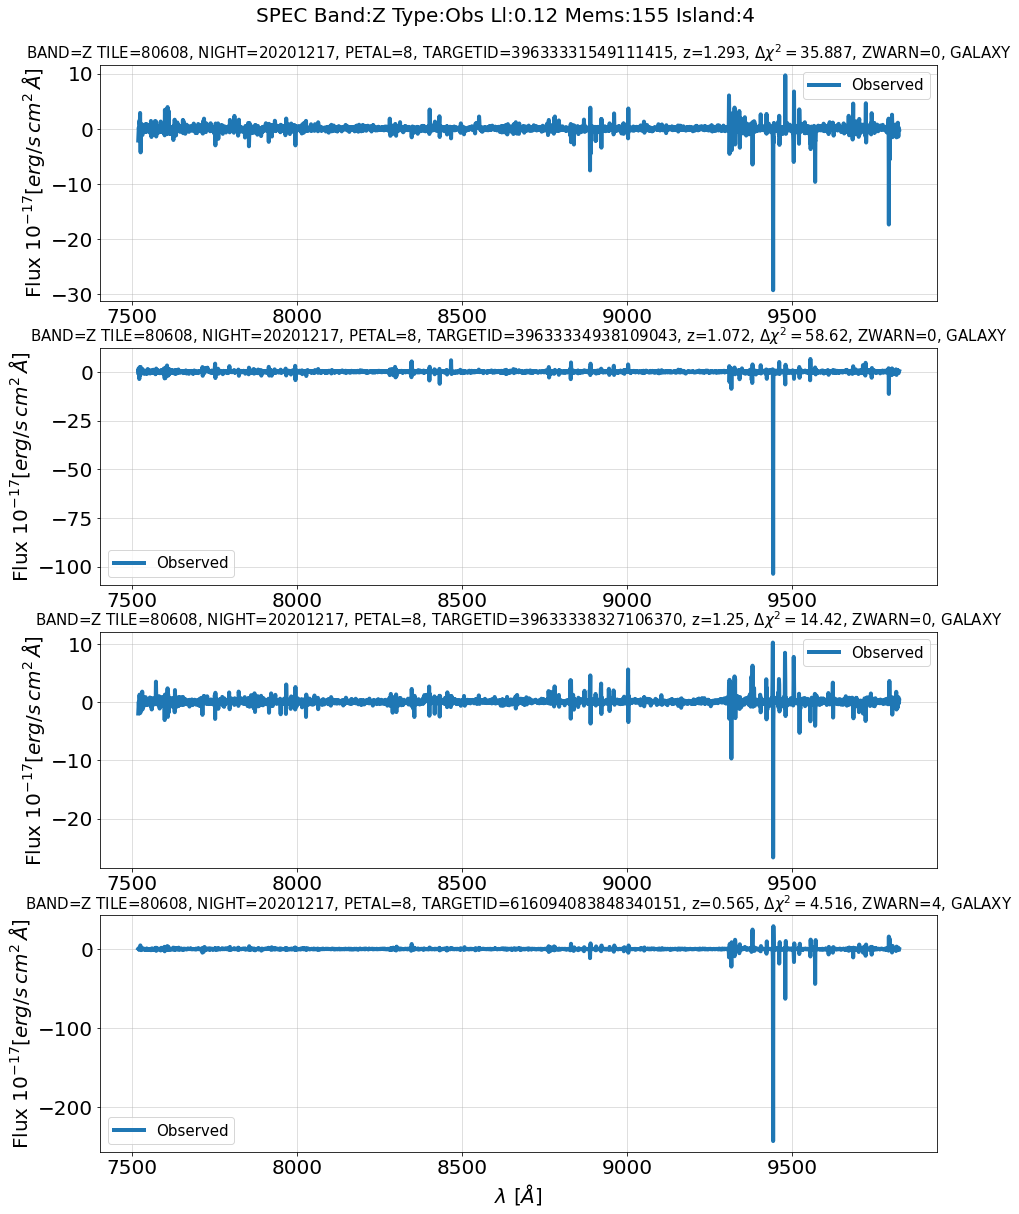 SPEC Band:Z Type:Obs Ll:0.12 Mems:155 Island:4
BAND=Z TILE=80608, NIGHT=20201217, PETAL=8, TARGETID=39633331549111415, z=1.293, Δχ² = 35.887, ZWARN=0, GALAXY
10
0
−10
−20
−30
Flux 10⁻¹⁷[erg/s cm² Å]
Observed
7500 8000 8500 9000 9500
BAND=Z TILE=80608, NIGHT=20201217, PETAL=8, TARGETID=39633334938109043, z=1.072, Δχ² = 58.62, ZWARN=0, GALAXY
0
−25
−50
−75
−100
Flux 10⁻¹⁷[erg/s cm² Å]
Observed
7500 8000 8500 9000 9500
BAND=Z TILE=80608, NIGHT=20201217, PETAL=8, TARGETID=39633338327106370, z=1.25, Δχ² = 14.42, ZWARN=0, GALAXY
10
0
−10
−20
Flux 10⁻¹⁷[erg/s cm² Å]
Observed
7500 8000 8500 9000 9500
BAND=Z TILE=80608, NIGHT=20201217, PETAL=8, TARGETID=616094083848340151, z=0.565, Δχ² = 4.516, ZWARN=4, GALAXY
0
−100
−200
Flux 10⁻¹⁷[erg/s cm² Å]
Observed
7500 8000 8500 9000 9500
λ [Å]